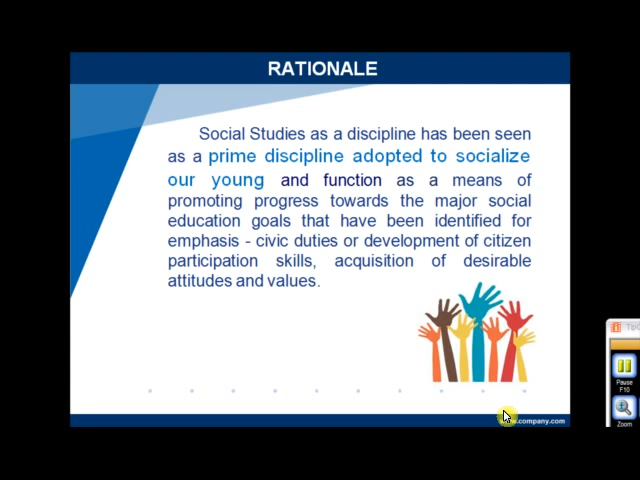 RATIONALE
Social Studies as a discipline has been seen
as a prime discipline adopted to socialize
our young and function as a means of
promoting progress towards the major social
education goals that have been identified for
emphasis - civic duties or development of citizen
participation skills, acquisition of desirable
attitudes and values.
Pause
F10
Zoom
.company.com